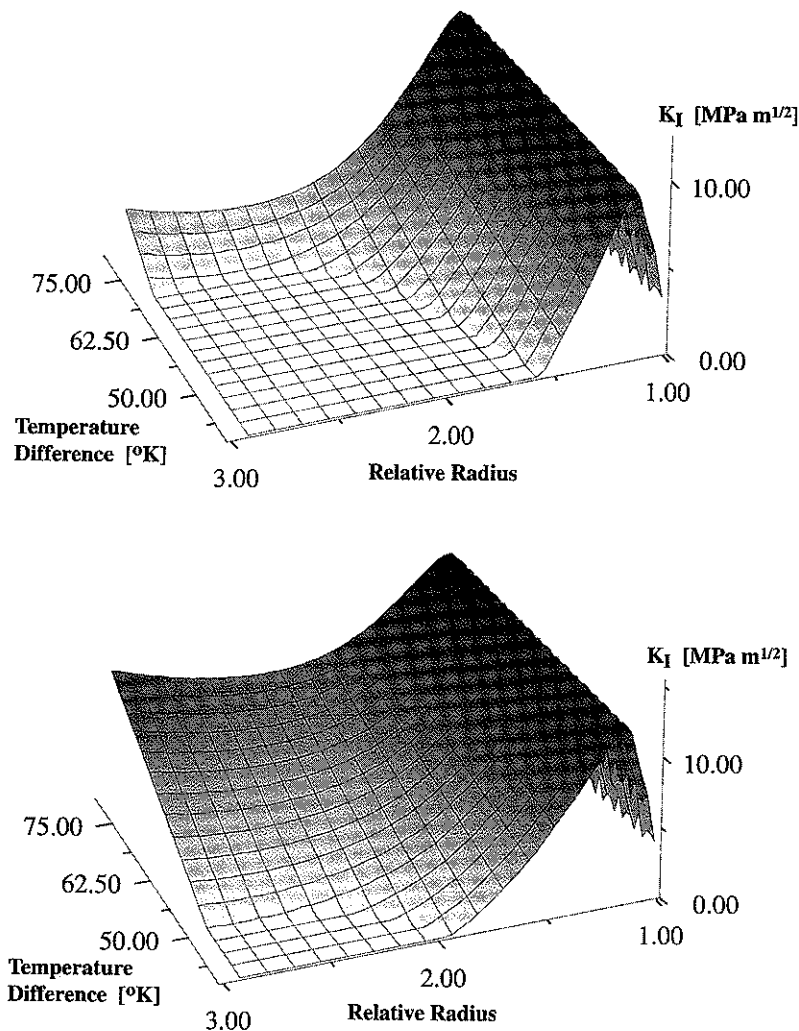 K_I [MPa m^1/2]
10.00
0.00
1.00
2.00
3.00
Relative Radius
75.00
62.50
50.00
Temperature
Difference [ºK]
K_I [MPa m^1/2]
10.00
0.00
1.00
2.00
3.00
Relative Radius
75.00
62.50
50.00
Temperature
Difference [ºK]